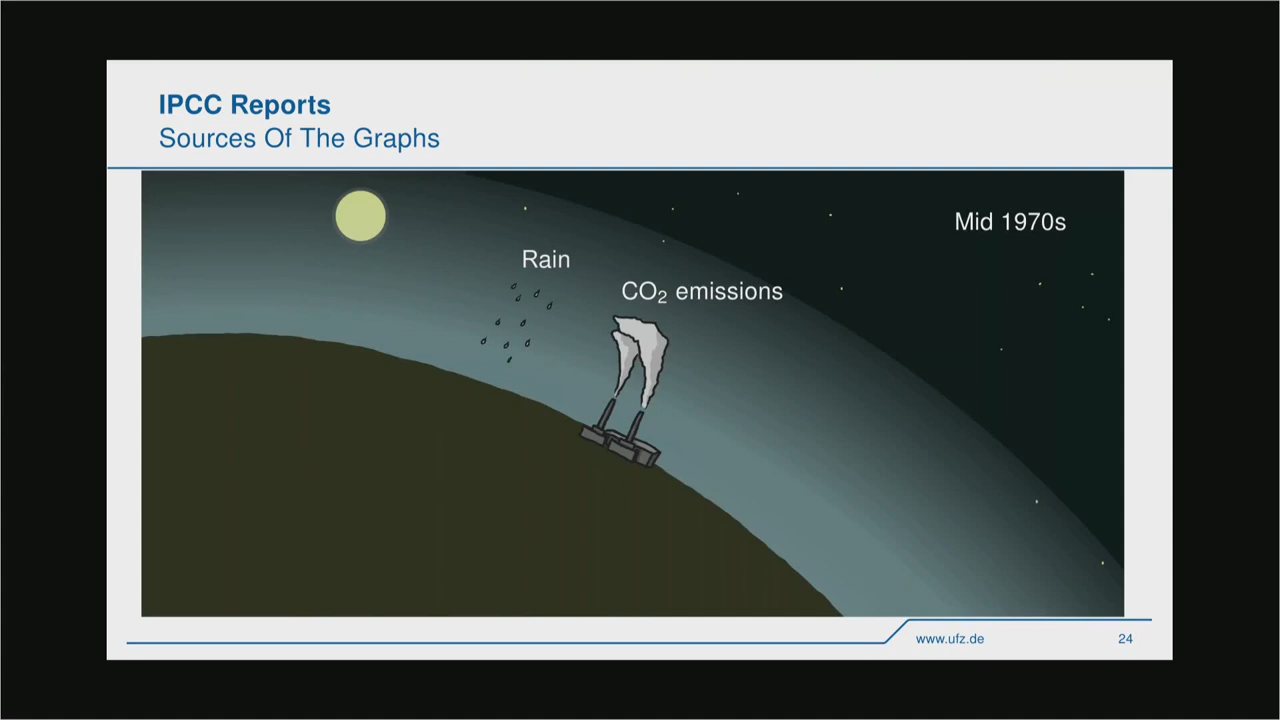 IPCC Reports
Sources Of The Graphs
Mid 1970s
Rain
CO₂ emissions
www.ufz.de
24